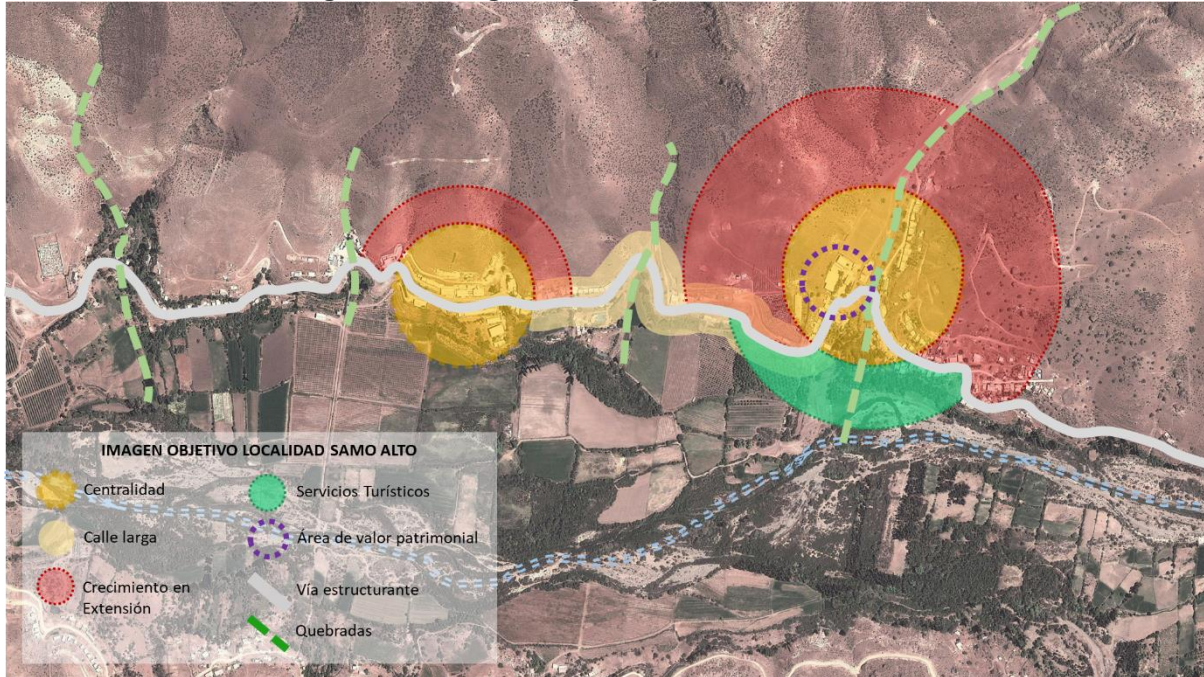 IMAGEN OBJETIVO LOCALIDAD SAMO ALTO
Centralidad
Servicios Turísticos
Calle larga
Área de valor patrimonial
Crecimiento en
Extensión
Vía estructurante
Quebradas